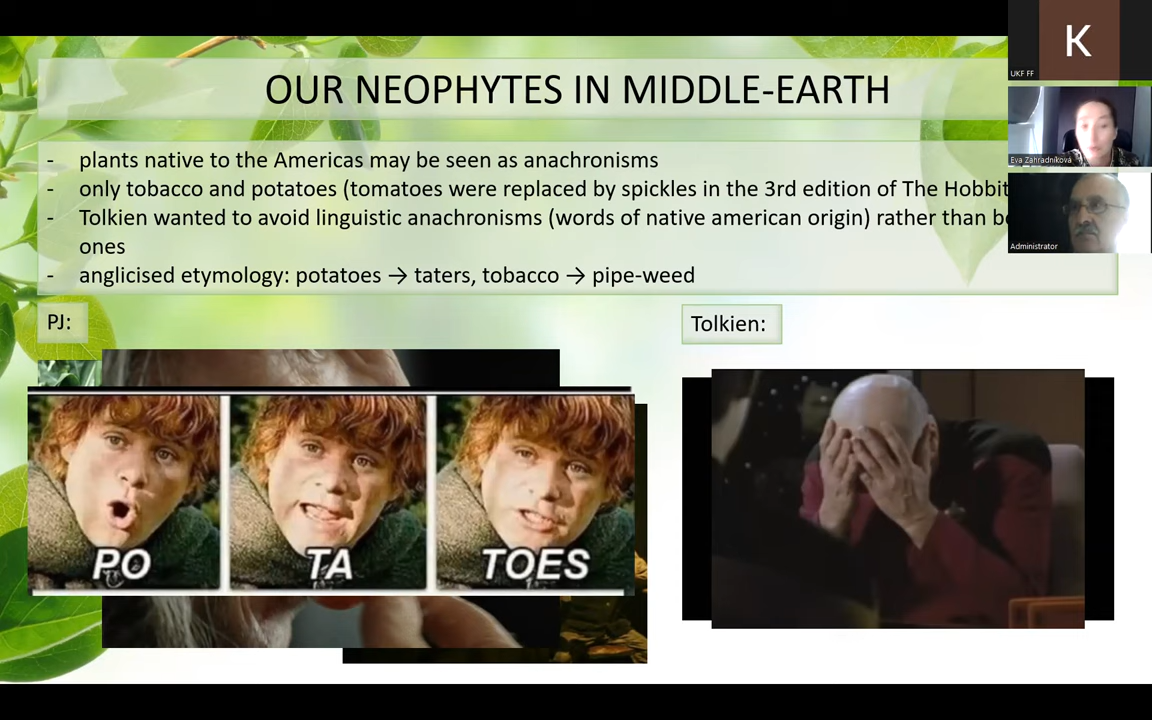 OUR NEOPHYTES IN MIDDLE-EARTH
- plants native to the Americas may be seen as anachronisms
- only tobacco and potatoes (tomatoes were replaced by spickles in the 3rd edition of The Hobbit
- Tolkien wanted to avoid linguistic anachronisms (words of native american origin) rather than
ones
- anglicised etymology: potatoes → taters, tobacco → pipe-weed
PJ:
Tolkien:
PO TA TOES
K
UKF FF
Eva Zahradníková
Administrator